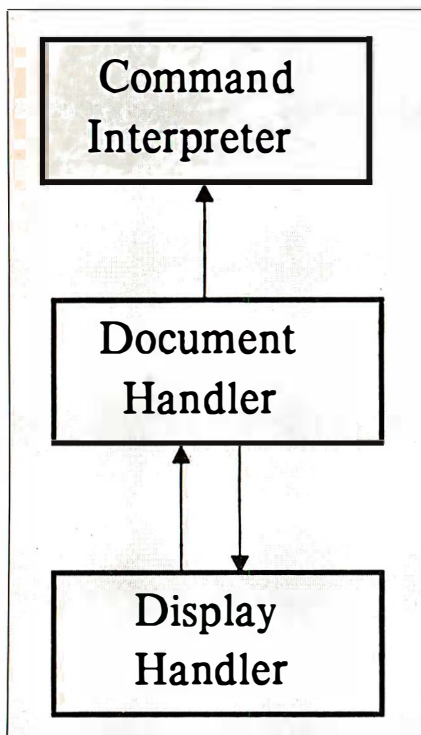 Command
Interpreter
Document
Handler
Display
Handler